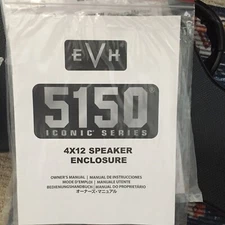 EVH
5150
ICONIC SERIES
4X12 SPEAKER
ENCLOSURE
OWNER'S MANUAL | MANUAL DE INSTRUCCIONES
MODE D'EMPLOI | MANUALE UTENTE
BEDIENUNGSHANDBUCH | MANUAL DO PROPRIETÁRIO
オーナーズ・マニュアル